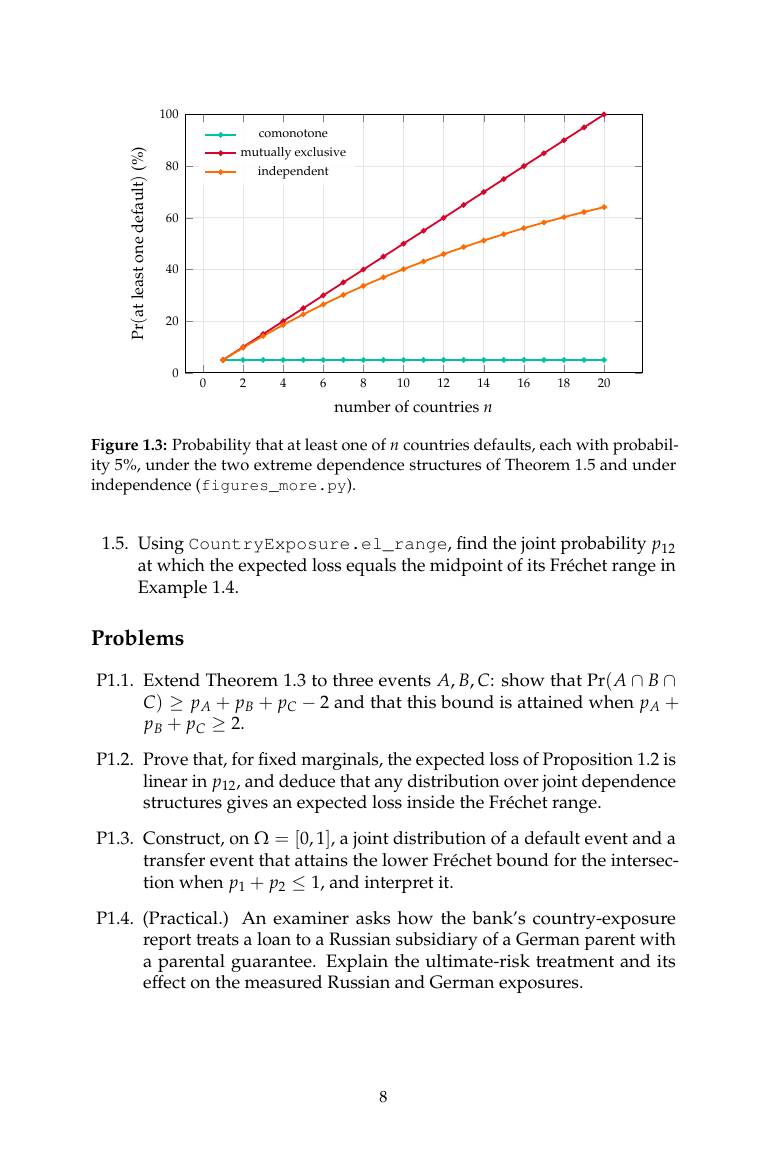 100
80
60
40
20
0
Pr(at least one default) (%)
comonotone
mutually exclusive
independent
0 2 4 6 8 10 12 14 16 18 20
number of countries n
Figure 1.3: Probability that at least one of n countries defaults, each with probabil-
ity 5%, under the two extreme dependence structures of Theorem 1.5 and under
independence (figures_more.py).
1.5. Using CountryExposure.el_range, find the joint probability p₁₂
at which the expected loss equals the midpoint of its Fréchet range in
Example 1.4.
Problems
P1.1. Extend Theorem 1.3 to three events A, B, C: show that Pr(A ∩ B ∩
C) ≥ p_A + p_B + p_C − 2 and that this bound is attained when p_A +
p_B + p_C ≥ 2.
P1.2. Prove that, for fixed marginals, the expected loss of Proposition 1.2 is
linear in p₁₂, and deduce that any distribution over joint dependence
structures gives an expected loss inside the Fréchet range.
P1.3. Construct, on Ω = [0, 1], a joint distribution of a default event and a
transfer event that attains the lower Fréchet bound for the intersec-
tion when p₁ + p₂ ≤ 1, and interpret it.
P1.4. (Practical.) An examiner asks how the bank's country-exposure
report treats a loan to a Russian subsidiary of a German parent with
a parental guarantee. Explain the ultimate-risk treatment and its
effect on the measured Russian and German exposures.
8